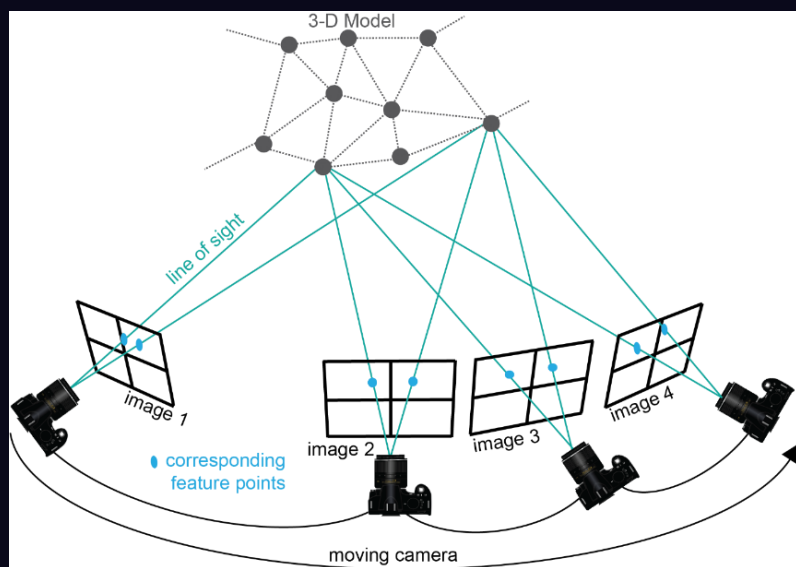 3-D Model
line of sight
image 1
image 2
image 3
image 4
corresponding
feature points
moving camera